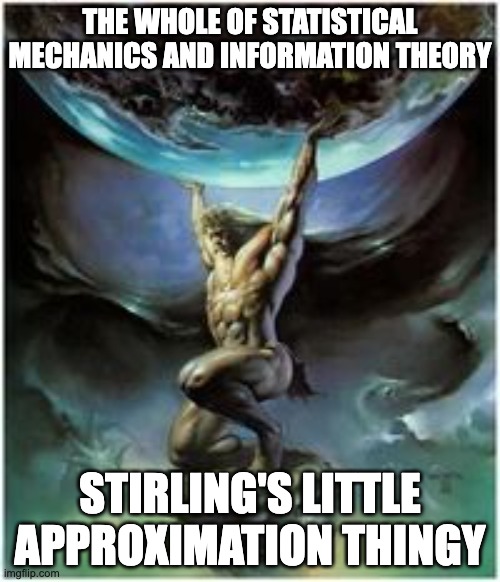 THE WHOLE OF STATISTICAL
MECHANICS AND INFORMATION THEORY
STIRLING'S LITTLE
APPROXIMATION THINGY
imgflip.com